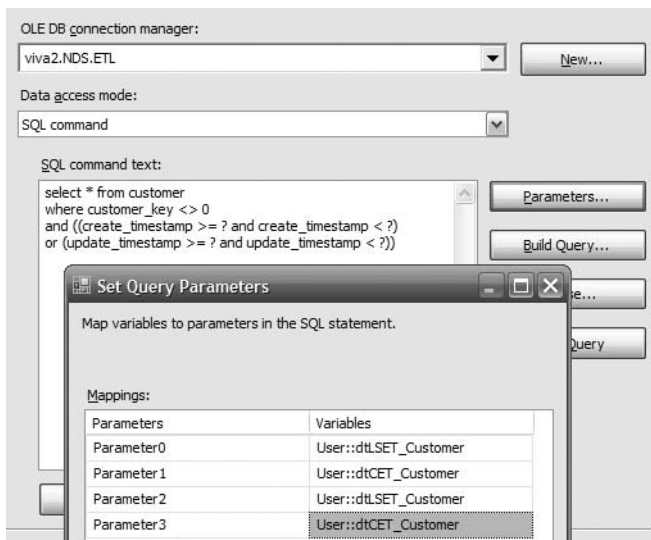 OLE DB connection manager:
viva2.NDS.ETL
New...
Data access mode:
SQL command
SQL command text:
select * from customer
where customer_key <> 0
and ((create_timestamp >= ? and create_timestamp < ?)
or (update_timestamp >= ? and update_timestamp < ?))
Parameters...
Build Query...
se...
Query
Set Query Parameters
Map variables to parameters in the SQL statement.
Mappings:
Parameters Variables
Parameter0 User::dtLSET_Customer
Parameter1 User::dtCET_Customer
Parameter2 User::dtLSET_Customer
Parameter3 User::dtCET_Customer